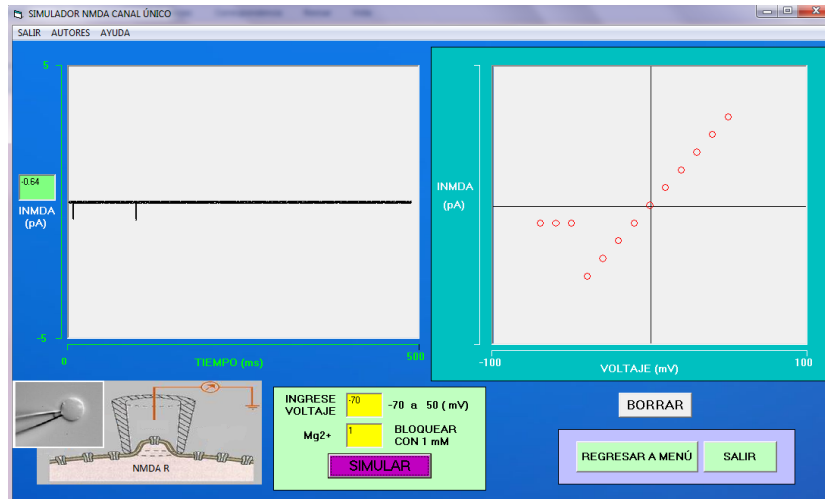 SIMULADOR NMDA CANAL ÚNICO
SALIR AUTORES AYUDA
5
-0.64
INMDA
(pA)
-5
0
500
TIEMPO (ms)
INMDA
(pA)
-100
100
VOLTAJE (mV)
NMDA R
INGRESE
VOLTAJE
-70
-70 a 50 ( mV)
Mg2+
1
BLOQUEAR
CON 1 mM
SIMULAR
BORRAR
REGRESAR A MENÚ
SALIR